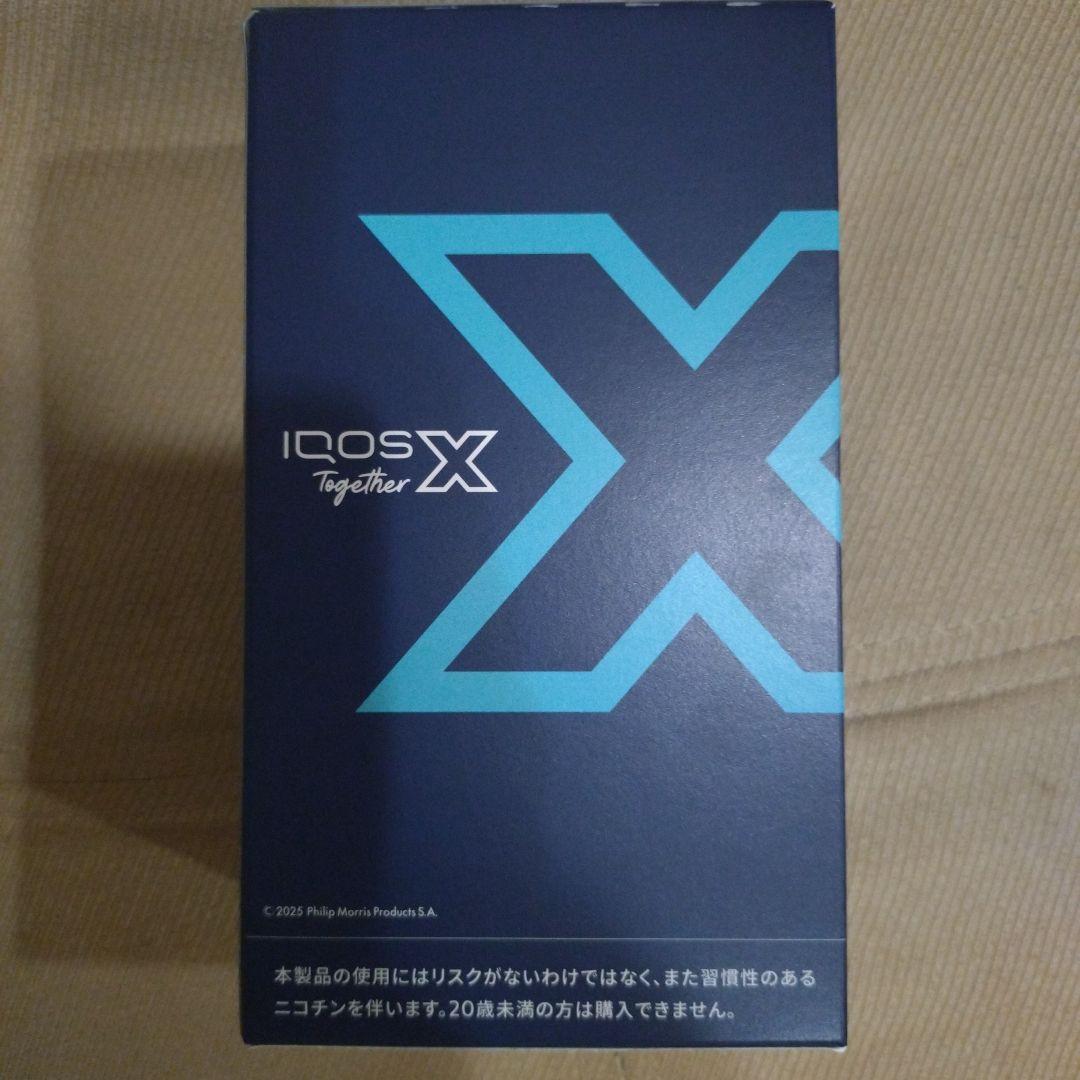 IQOS X
Together
© 2025 Philip Morris Products S.A.
本製品の使用にはリスクがないわけではなく、また習慣性のある
ニコチンを伴います。20歳未満の方は購入できません。